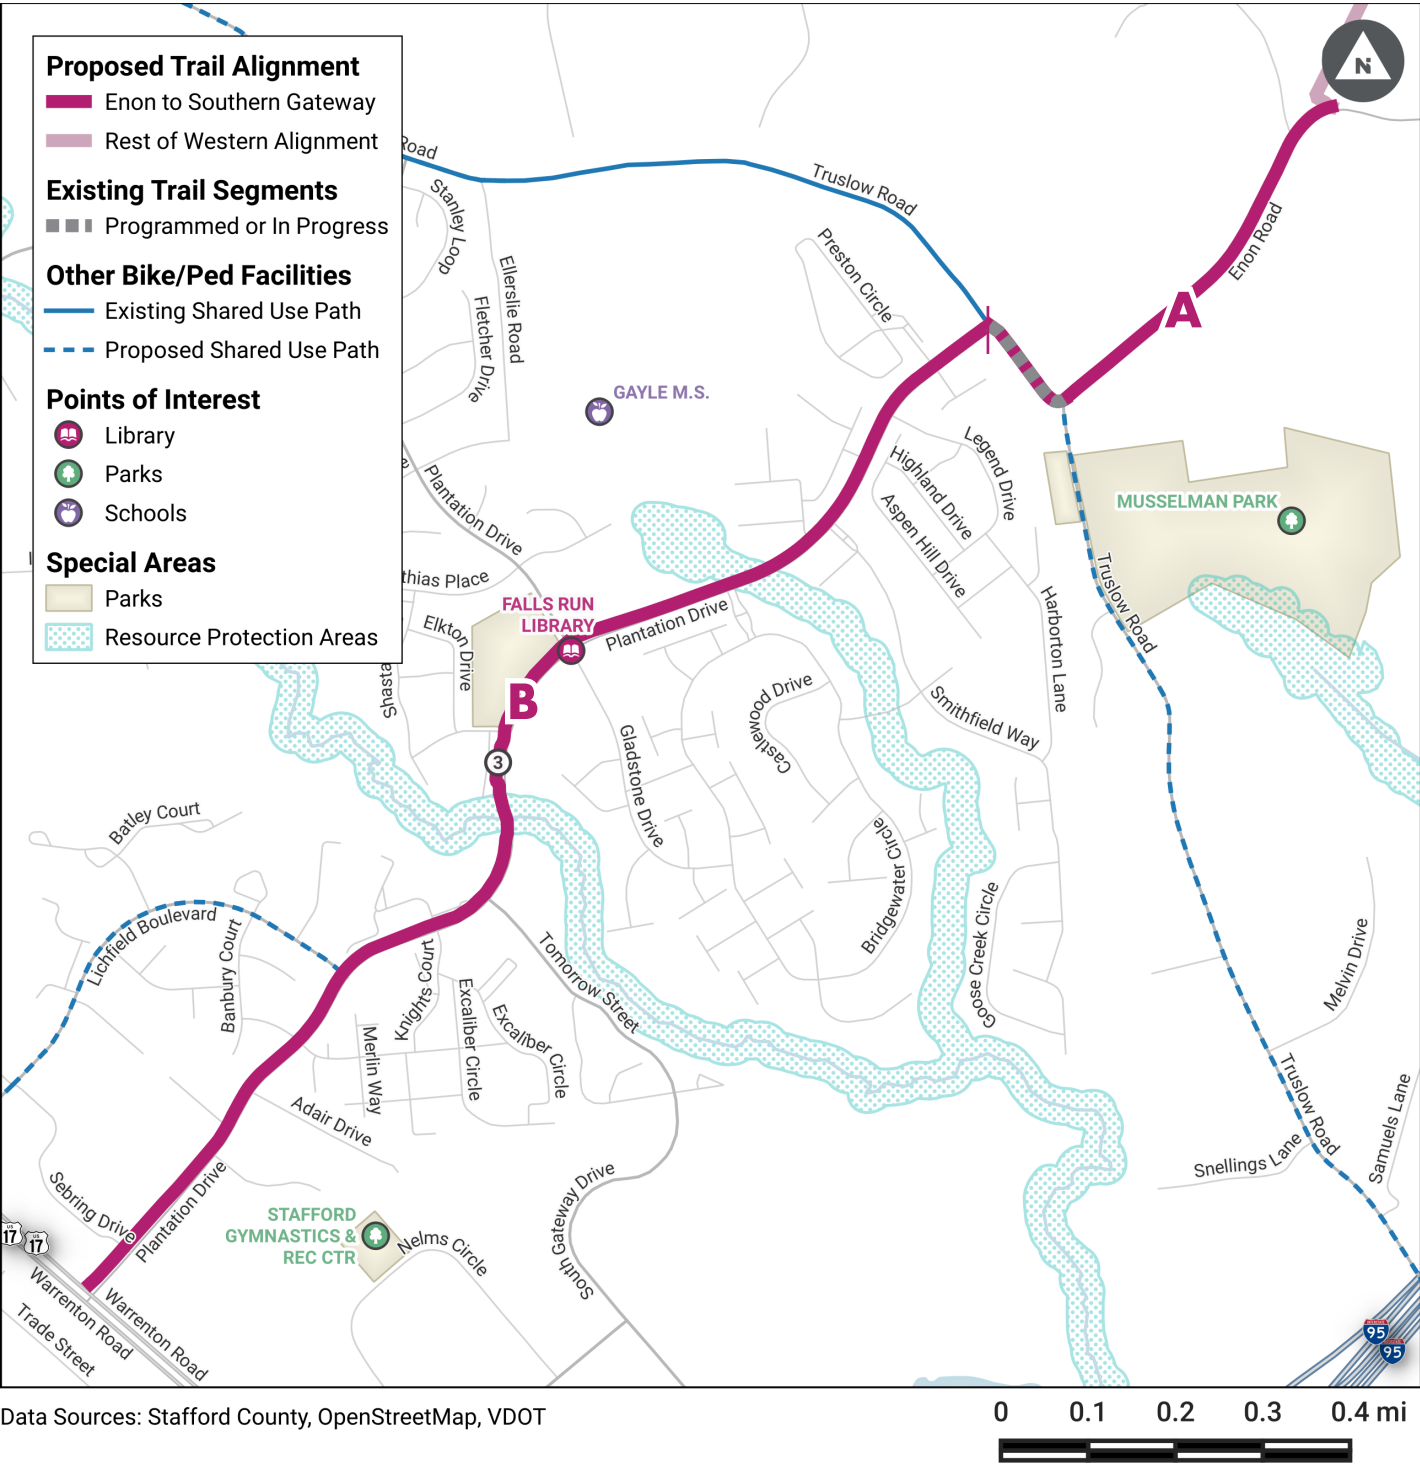 Proposed Trail Alignment
Enon to Southern Gateway
Rest of Western Alignment
Existing Trail Segments
Programmed or In Progress
Other Bike/Ped Facilities
Existing Shared Use Path
Proposed Shared Use Path
Points of Interest
Library
Parks
Schools
Special Areas
Parks
Resource Protection Areas
N
Road
Truslow Road
Stanley Loop
Ellerslie Road
Fletcher Drive
Preston Circle
Enon Road
A
GAYLE M.S.
Plantation Drive
Highland Drive
Legend Drive
Aspen Hill Drive
MUSSELMAN PARK
Truslow Road
thias Place
FALLS RUN
LIBRARY
Plantation Drive
Elkton Drive
Shasta
B
3
Harborton Lane
Castlewood Drive
Smithfield Way
Gladstone Drive
Batley Court
Bridgewater Circle
Goose Creek Circle
Lichfield Boulevard
Banbury Court
Knights Court
Tomorrow Street
Melvin Drive
Merlin Way
Excaliber Circle
Excaliber Circle
Adair Drive
Truslow Road
Samuels Lane
Snellings Lane
Sebring Drive
Plantation Drive
South Gateway Drive
STAFFORD
GYMNASTICS &
REC CTR
Nelms Circle
US
17
US
17
Warrenton Road
Warrenton Road
Trade Street
95
95
Data Sources: Stafford County, OpenStreetMap, VDOT
0 0.1 0.2 0.3 0.4 mi